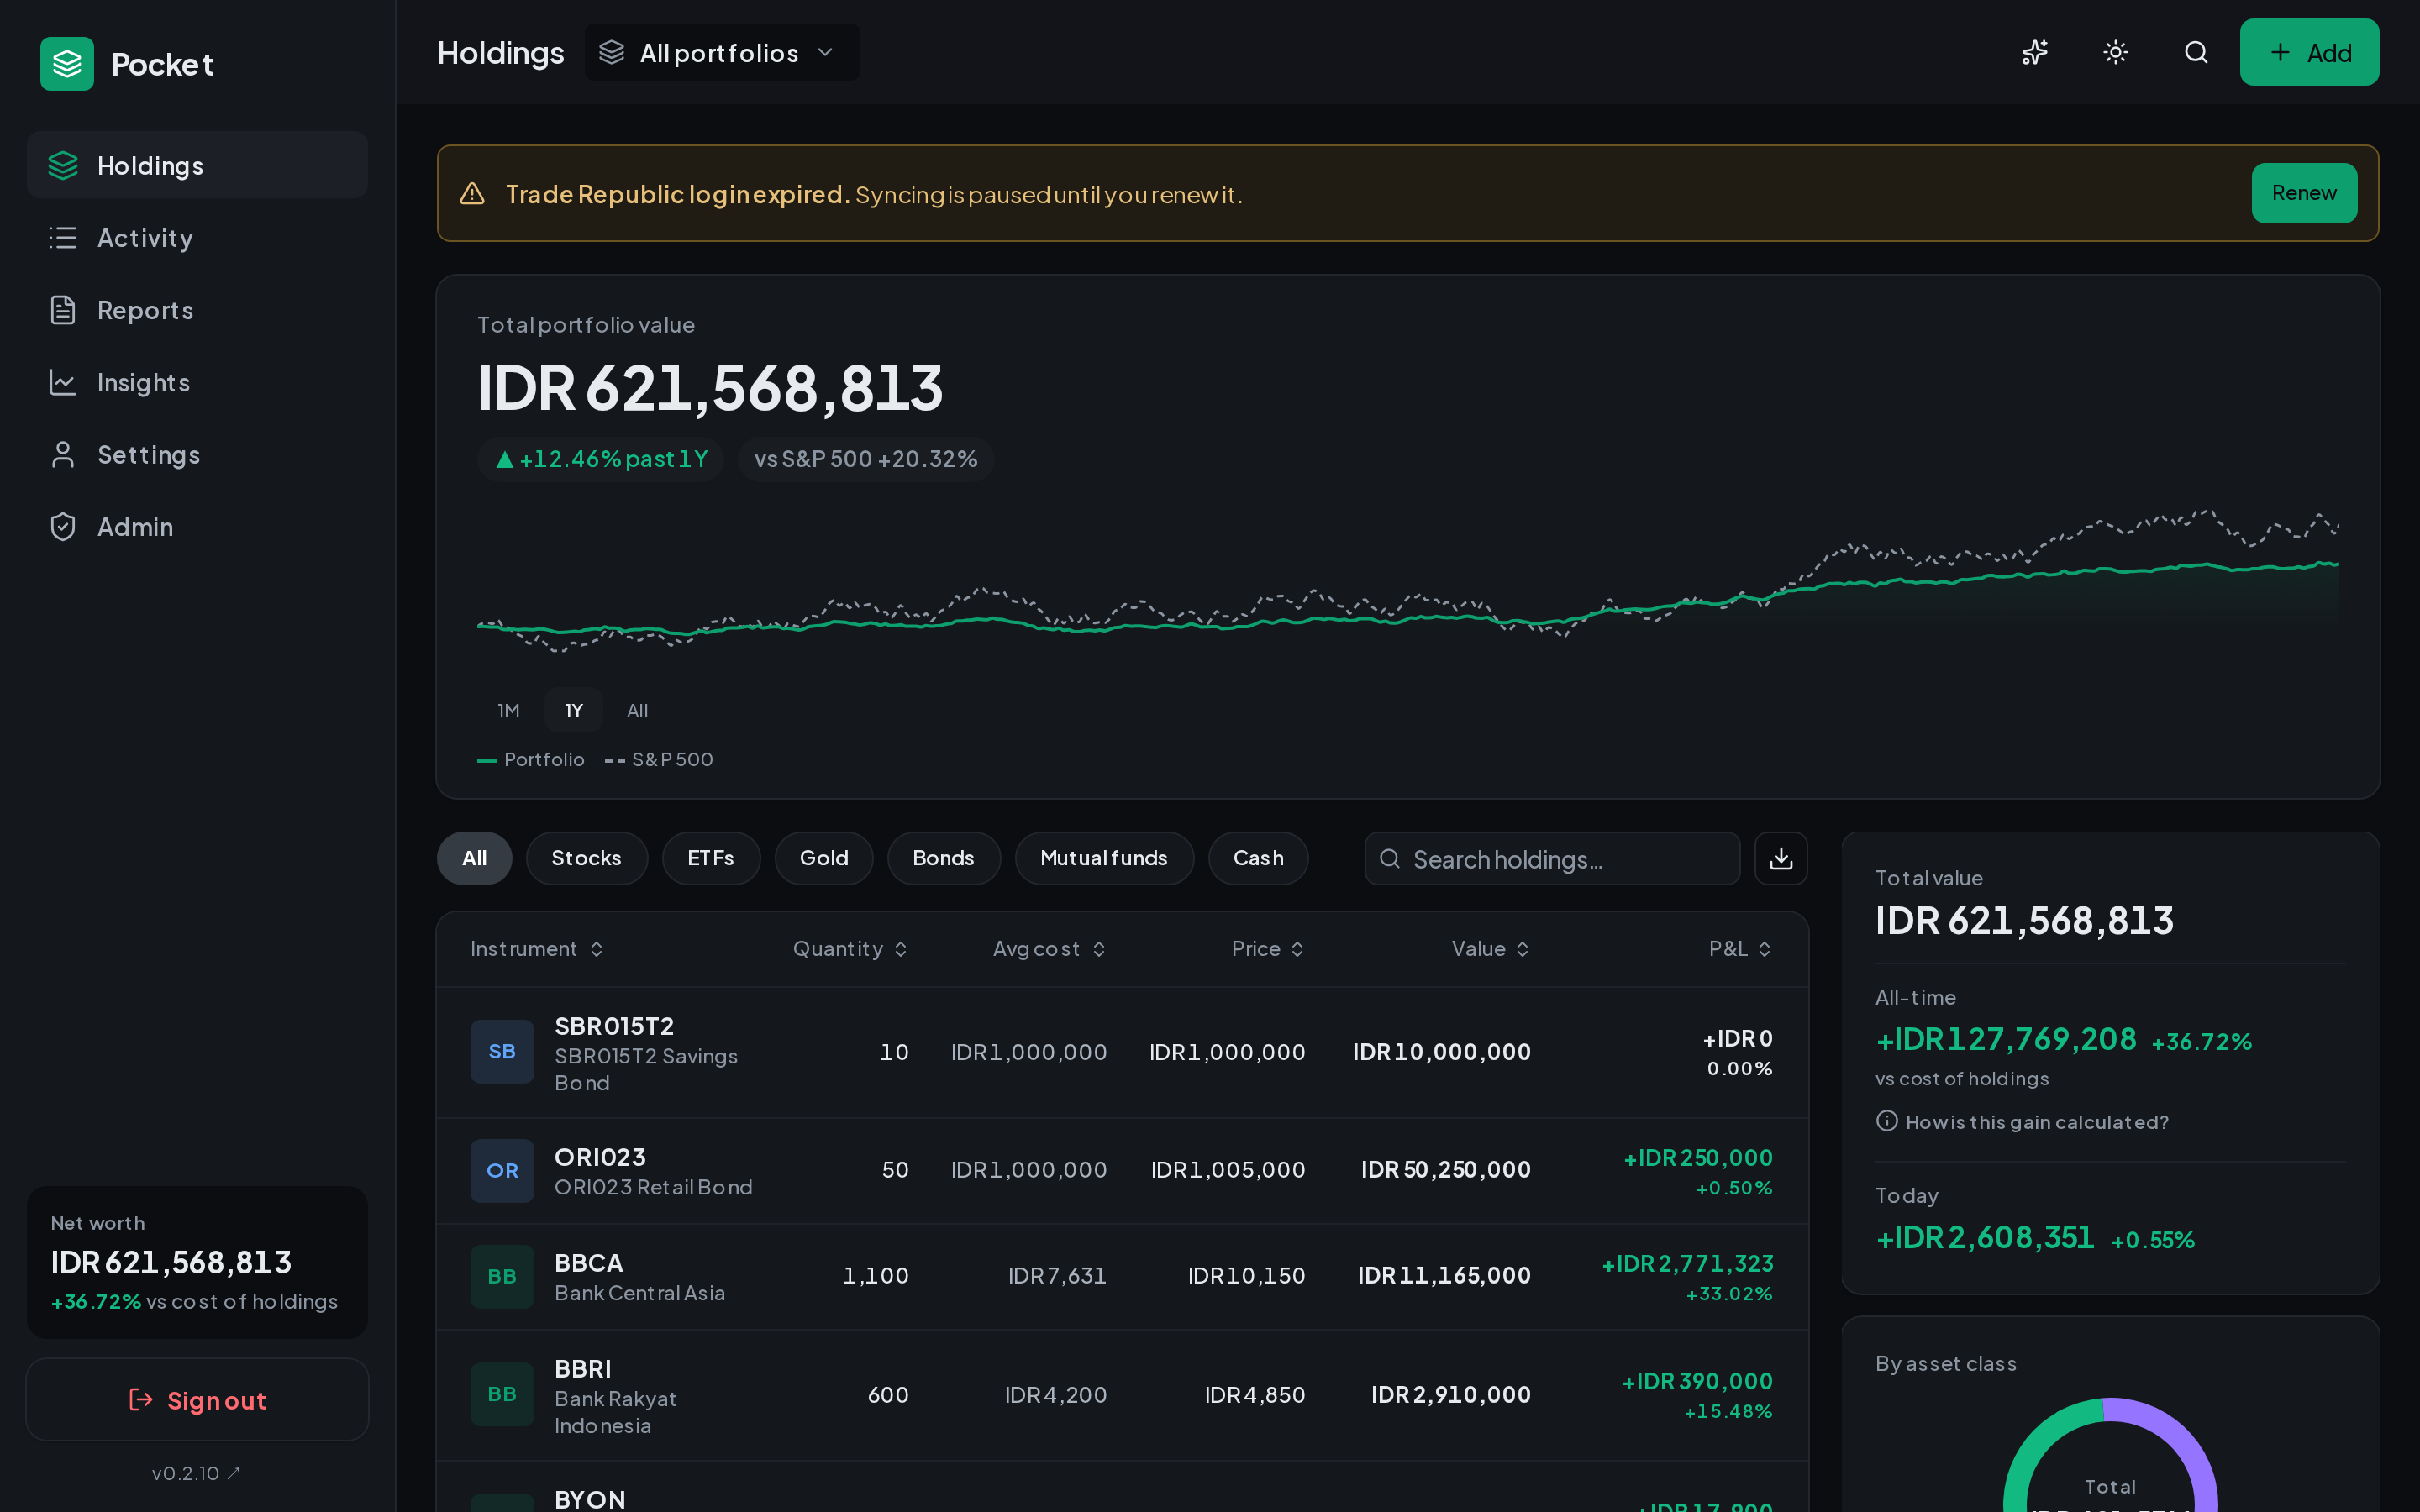 Pocket
Holdings
Activity
Reports
Insights
Settings
Admin
Net worth
IDR 621,568,813
+36.72% vs cost of holdings
Sign out
v0.2.10 ↗
Holdings
All portfolios
Add
Trade Republic login expired. Syncing is paused until you renew it.
Renew
Total portfolio value
IDR 621,568,813
▲ +12.46% past 1Y
vs S&P 500 +20.32%
1M 1Y All
Portfolio S&P 500
All Stocks ETFs Gold Bonds Mutual funds Cash
Search holdings...
Instrument Quantity Avg cost Price Value P&L
SB
SBR015T2
SBR015T2 Savings
Bond
10 IDR 1,000,000 IDR 1,000,000 IDR 10,000,000
+IDR 0
0.00%
OR
ORI023
ORI023 Retail Bond
50 IDR 1,000,000 IDR 1,005,000 IDR 50,250,000
+IDR 250,000
+0.50%
BB
BBCA
Bank Central Asia
1,100 IDR 7,631 IDR 10,150 IDR 11,165,000
+IDR 2,771,323
+33.02%
BB
BBRI
Bank Rakyat
Indonesia
600 IDR 4,200 IDR 4,850 IDR 2,910,000
+IDR 390,000
+15.48%
BYON
+IDR 17,900
Total value
IDR 621,568,813
All-time
+IDR 127,769,208 +36.72%
vs cost of holdings
How is this gain calculated?
Today
+IDR 2,608,351 +0.55%
By asset class
Total